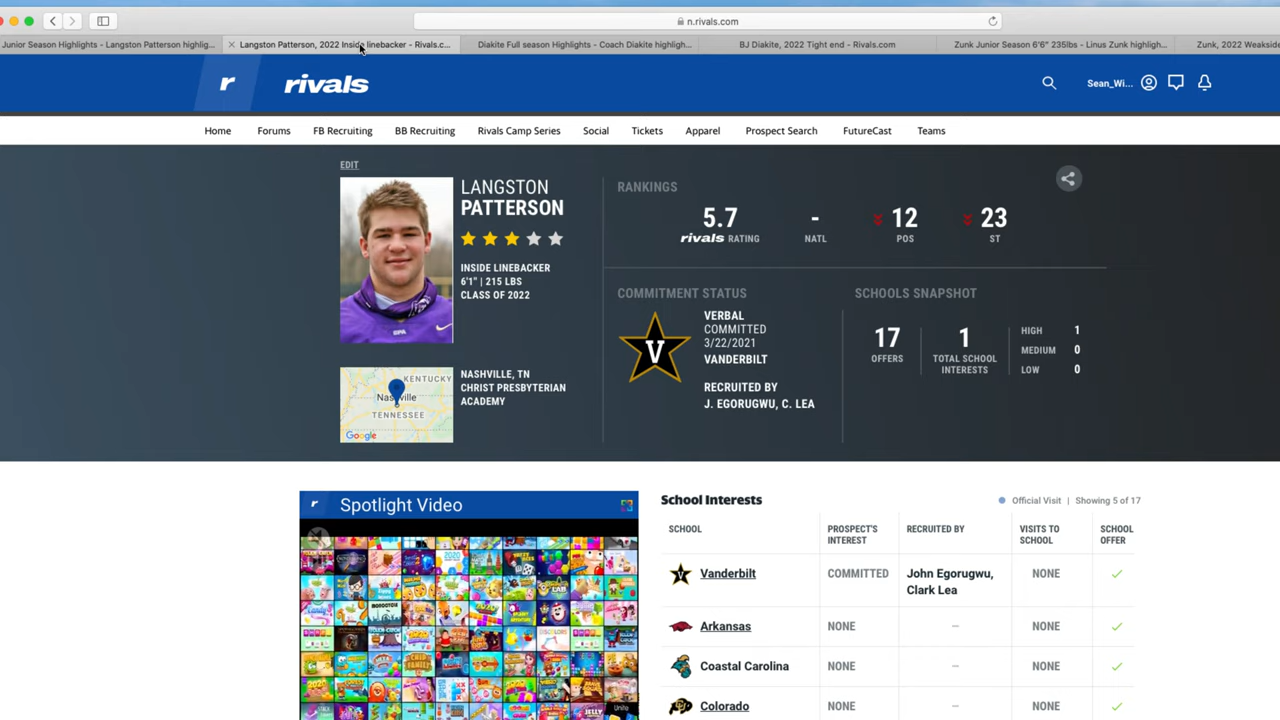 n.rivals.com
Junior Season Highlights - Langston Patterson highlig...
Langston Patterson, 2022 Inside linebacker - Rivals.c...
Diakite Full season Highlights - Coach Diakite highligh...
BJ Diakite, 2022 Tight end - Rivals.com
Zunk Junior Season 6'6" 235lbs - Linus Zunk highligh...
Zunk, 2022 Weakside
r rivals
Sean_Wi...
Home Forums FB Recruiting BB Recruiting Rivals Camp Series Social Tickets Apparel Prospect Search FutureCast Teams
EDIT
LANGSTON
PATTERSON
INSIDE LINEBACKER
6'1" | 215 LBS
CLASS OF 2022
NASHVILLE, TN
CHRIST PRESBYTERIAN
ACADEMY
KENTUCKY
Nashville
TENNESSEE
Google
RANKINGS
5.7 - 12 23
rivals RATING NATL POS ST
COMMITMENT STATUS
V
VERBAL
COMMITTED
3/22/2021
VANDERBILT
RECRUITED BY
J. EGORUGWU, C. LEA
SCHOOLS SNAPSHOT
17
OFFERS
1
TOTAL SCHOOL
INTERESTS
HIGH 1
MEDIUM 0
LOW 0
r Spotlight Video
School Interests
Official Visit | Showing 5 of 17
SCHOOL
PROSPECT'S
INTEREST
RECRUITED BY
VISITS TO
SCHOOL
SCHOOL
OFFER
Vanderbilt COMMITTED John Egorugwu,
Clark Lea NONE
Arkansas NONE – NONE
Coastal Carolina NONE – NONE
Colorado NONE – NONE